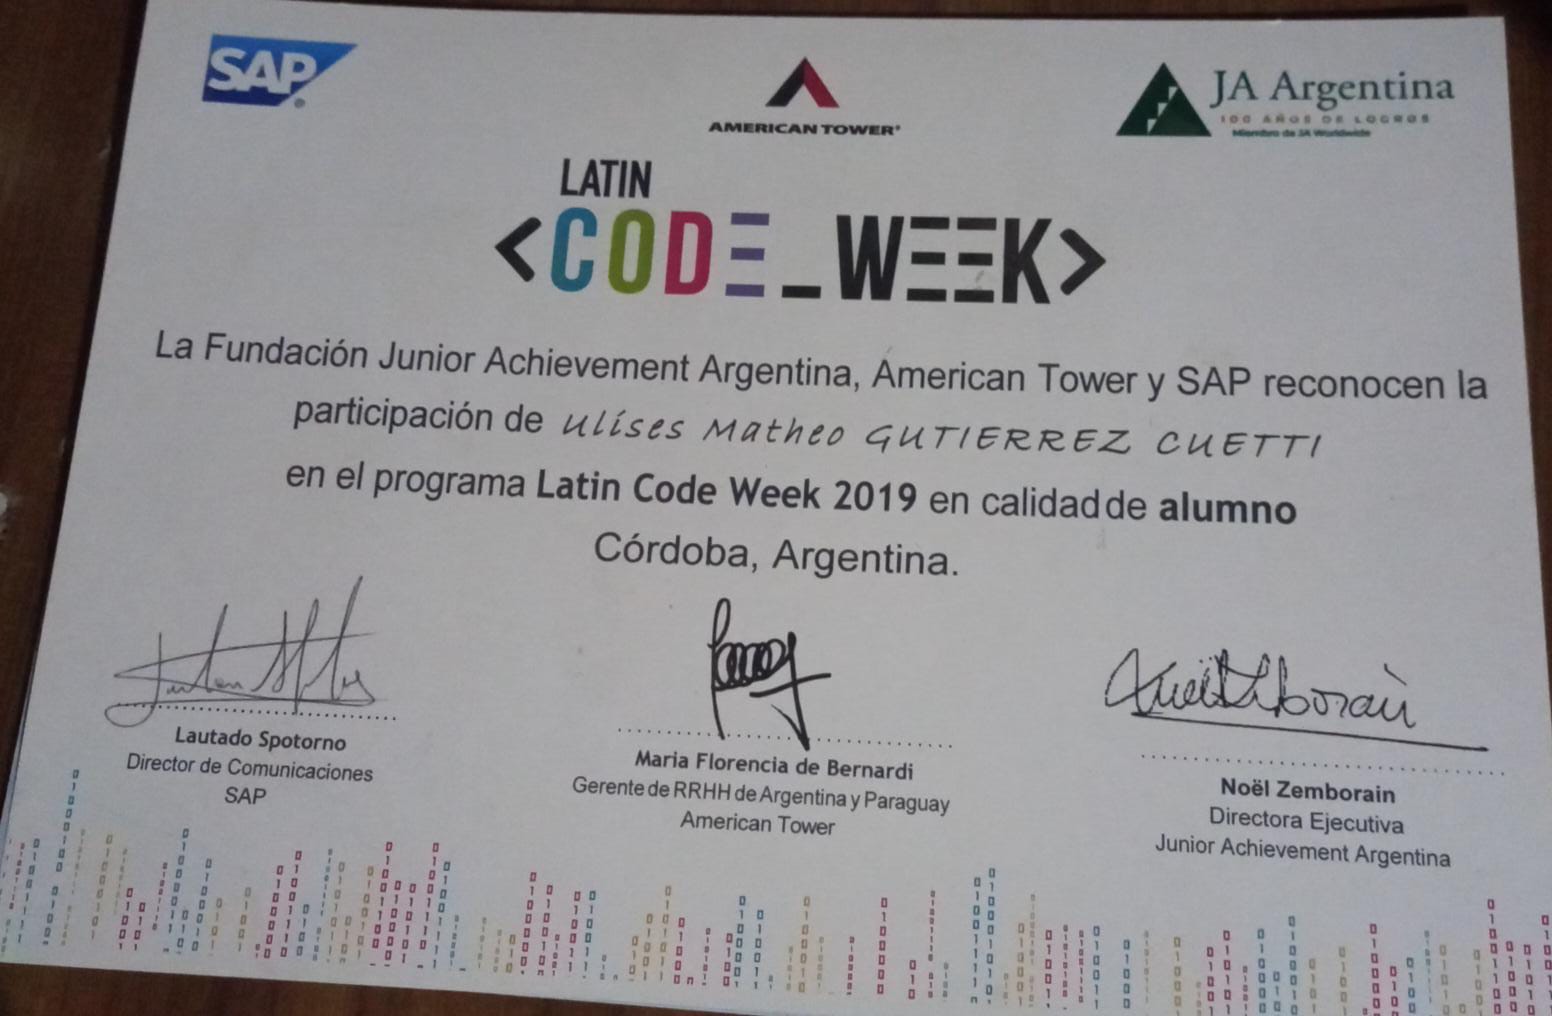 SAP
AMERICAN TOWER®
JA Argentina
100 AÑOS DE LOGROS
Miembro de JA Worldwide
LATIN
<CODE_WEEK>
La Fundación Junior Achievement Argentina, American Tower y SAP reconocen la
participación de Ulises Matheo GUTIERREZ CUETTI
en el programa Latin Code Week 2019 en calidad de alumno
Córdoba, Argentina.
Lautado Spotorno
Director de Comunicaciones
SAP
Maria Florencia de Bernardi
Gerente de RRHH de Argentina y Paraguay
American Tower
Noël Zemborain
Directora Ejecutiva
Junior Achievement Argentina